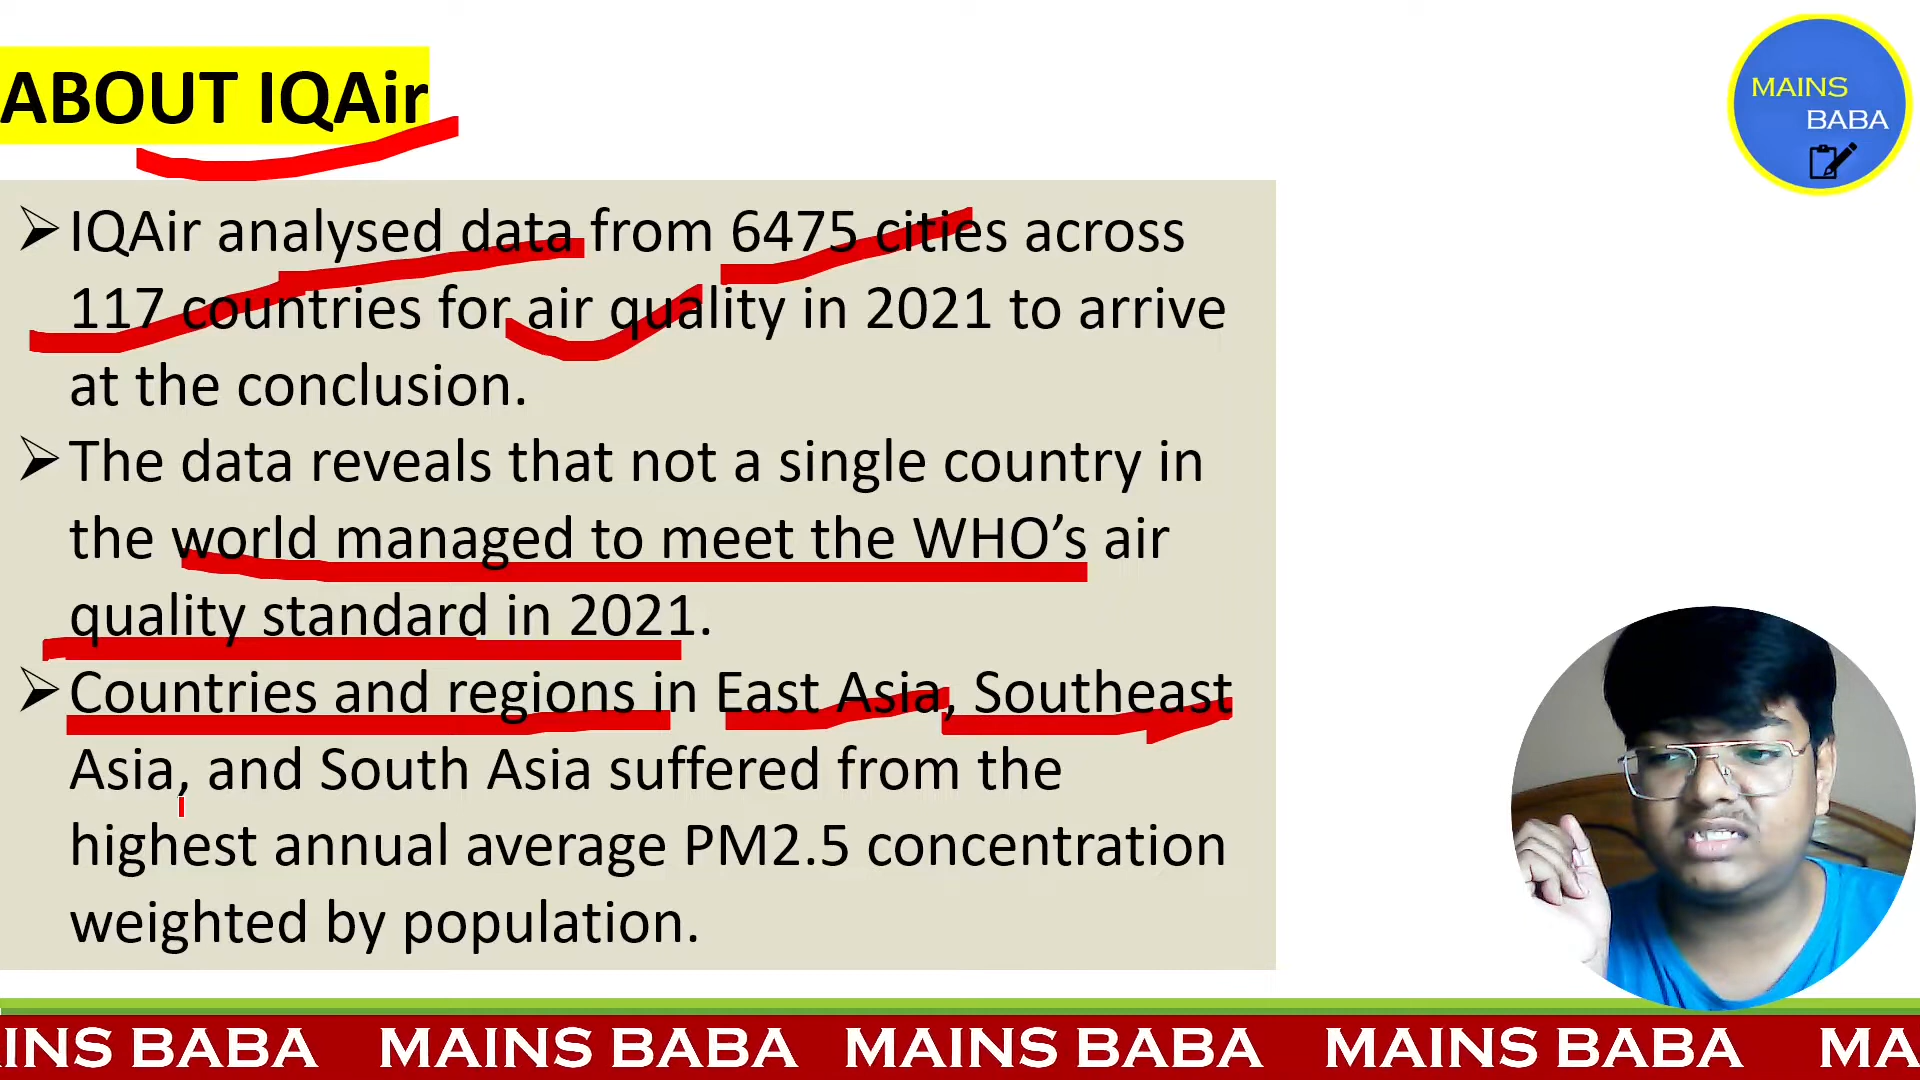 ABOUT IQAir
MAINS
BABA
➢IQAir analysed data from 6475 cities across
117 countries for air quality in 2021 to arrive
at the conclusion.
➢The data reveals that not a single country in
the world managed to meet the WHO’s air
quality standard in 2021.
➢Countries and regions in East Asia, Southeast
Asia, and South Asia suffered from the
highest annual average PM2.5 concentration
weighted by population.
INS BABA MAINS BABA MAINS BABA MAINS BABA MA